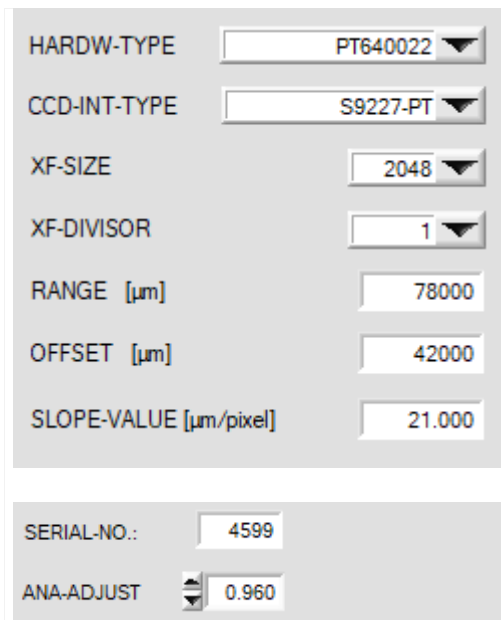 HARDW-TYPE PT640022
CCD-INT-TYPE S9227-PT
XF-SIZE 2048
XF-DIVISOR 1
RANGE [µm] 78000
OFFSET [µm] 42000
SLOPE-VALUE [µm/pixel] 21.000
SERIAL-NO.: 4599
ANA-ADJUST 0.960